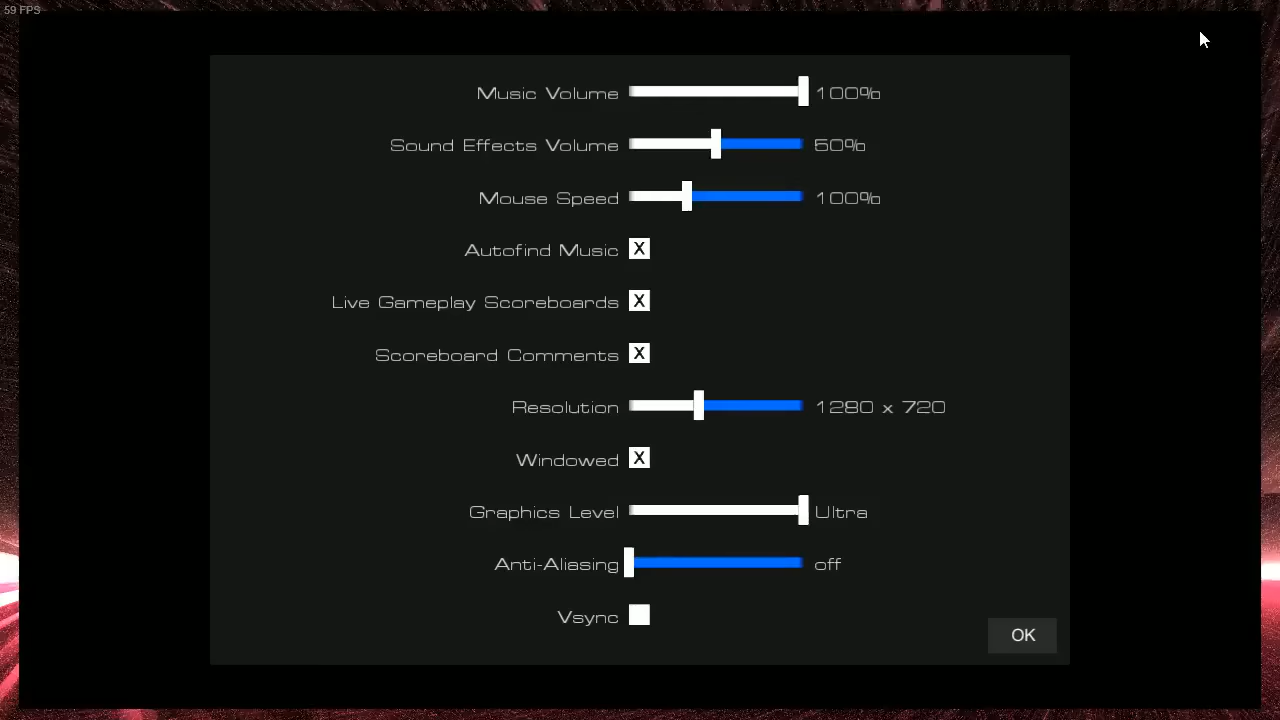 59 FPS
Music Volume 100%
Sound Effects Volume 50%
Mouse Speed 100%
Autofind Music X
Live Gameplay Scoreboards X
Scoreboard Comments X
Resolution 1280 x 720
Windowed X
Graphics Level Ultra
Anti-Aliasing off
Vsync
OK